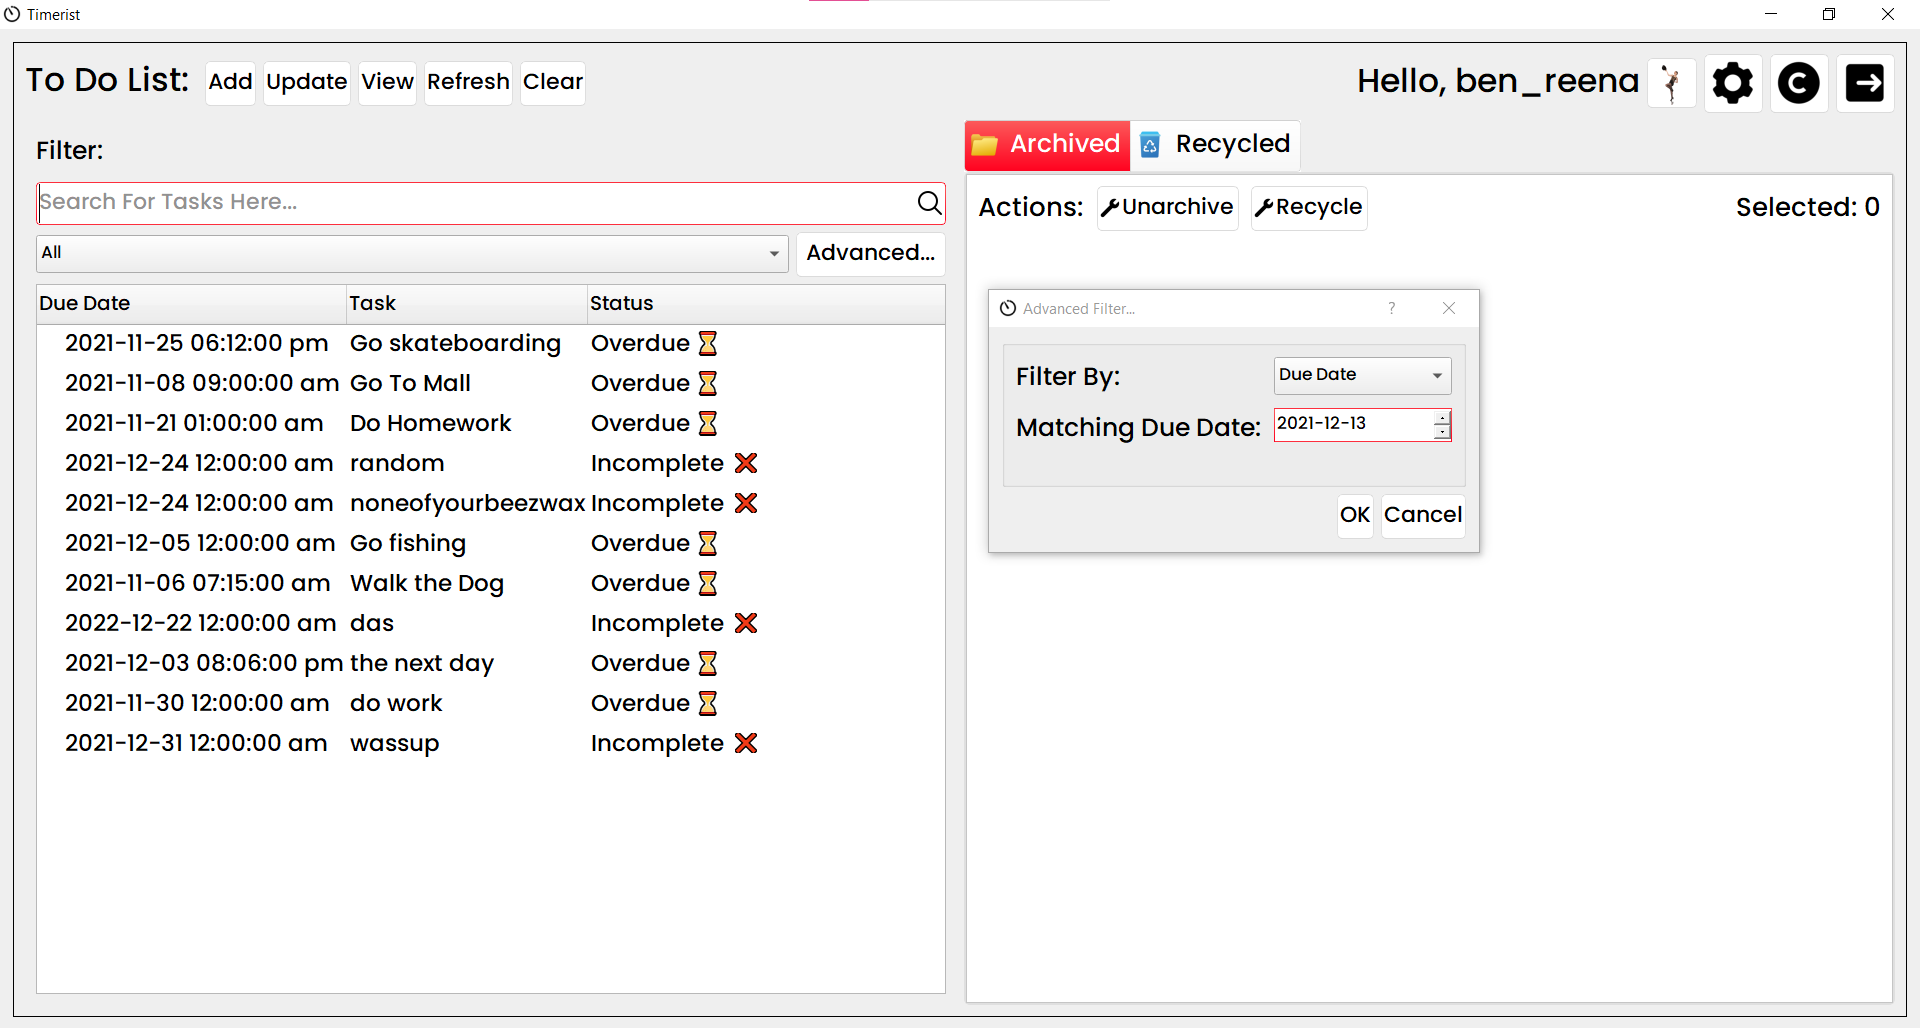 Timerist
To Do List: Add Update View Refresh Clear
Hello, ben_reena
Filter:
Search For Tasks Here...
All Advanced...
Due Date Task Status
2021-11-25 06:12:00 pm Go skateboarding Overdue
2021-11-08 09:00:00 am Go To Mall Overdue
2021-11-21 01:00:00 am Do Homework Overdue
2021-12-24 12:00:00 am random Incomplete
2021-12-24 12:00:00 am noneofyourbeezwax Incomplete
2021-12-05 12:00:00 am Go fishing Overdue
2021-11-06 07:15:00 am Walk the Dog Overdue
2022-12-22 12:00:00 am das Incomplete
2021-12-03 08:06:00 pm the next day Overdue
2021-11-30 12:00:00 am do work Overdue
2021-12-31 12:00:00 am wassup Incomplete
Archived Recycled
Actions: Unarchive Recycle Selected: 0
Advanced Filter... ?
Filter By: Due Date
Matching Due Date: 2021-12-13
OK Cancel